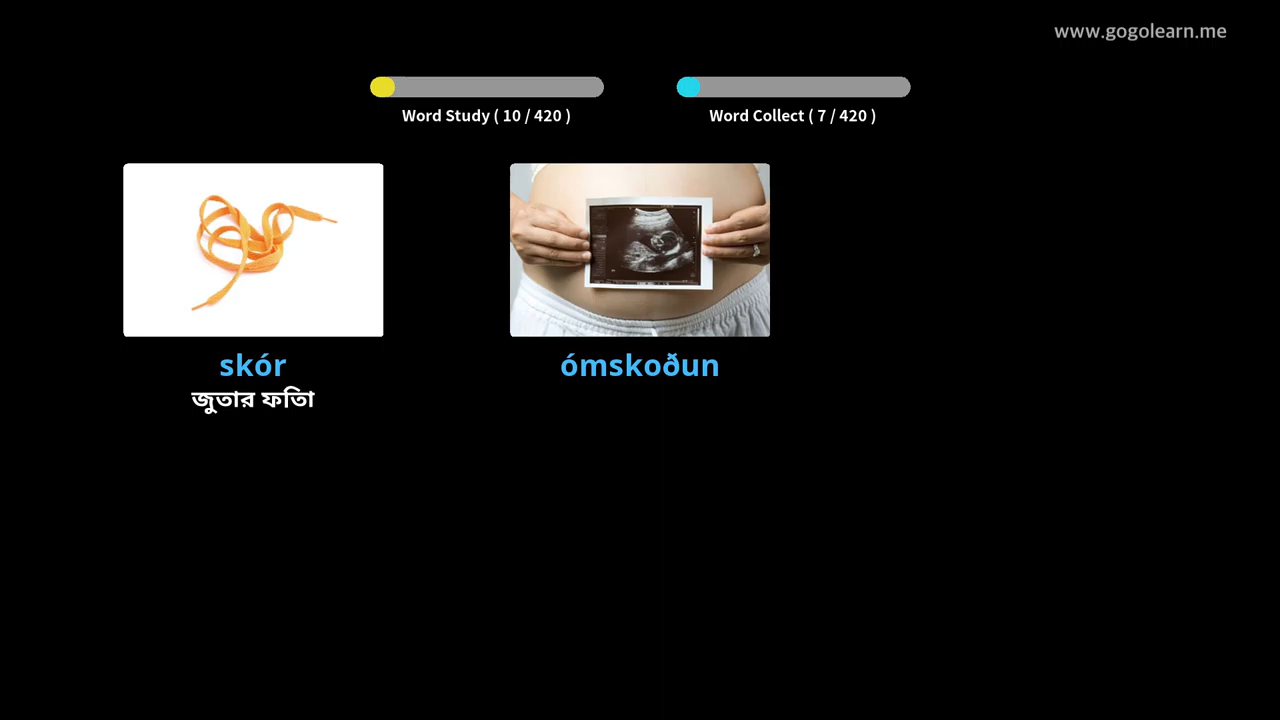 www.gogolearn.me
Word Study ( 10 / 420 )
Word Collect ( 7 / 420 )
skór
জুতার ফিতা
ómskoðun